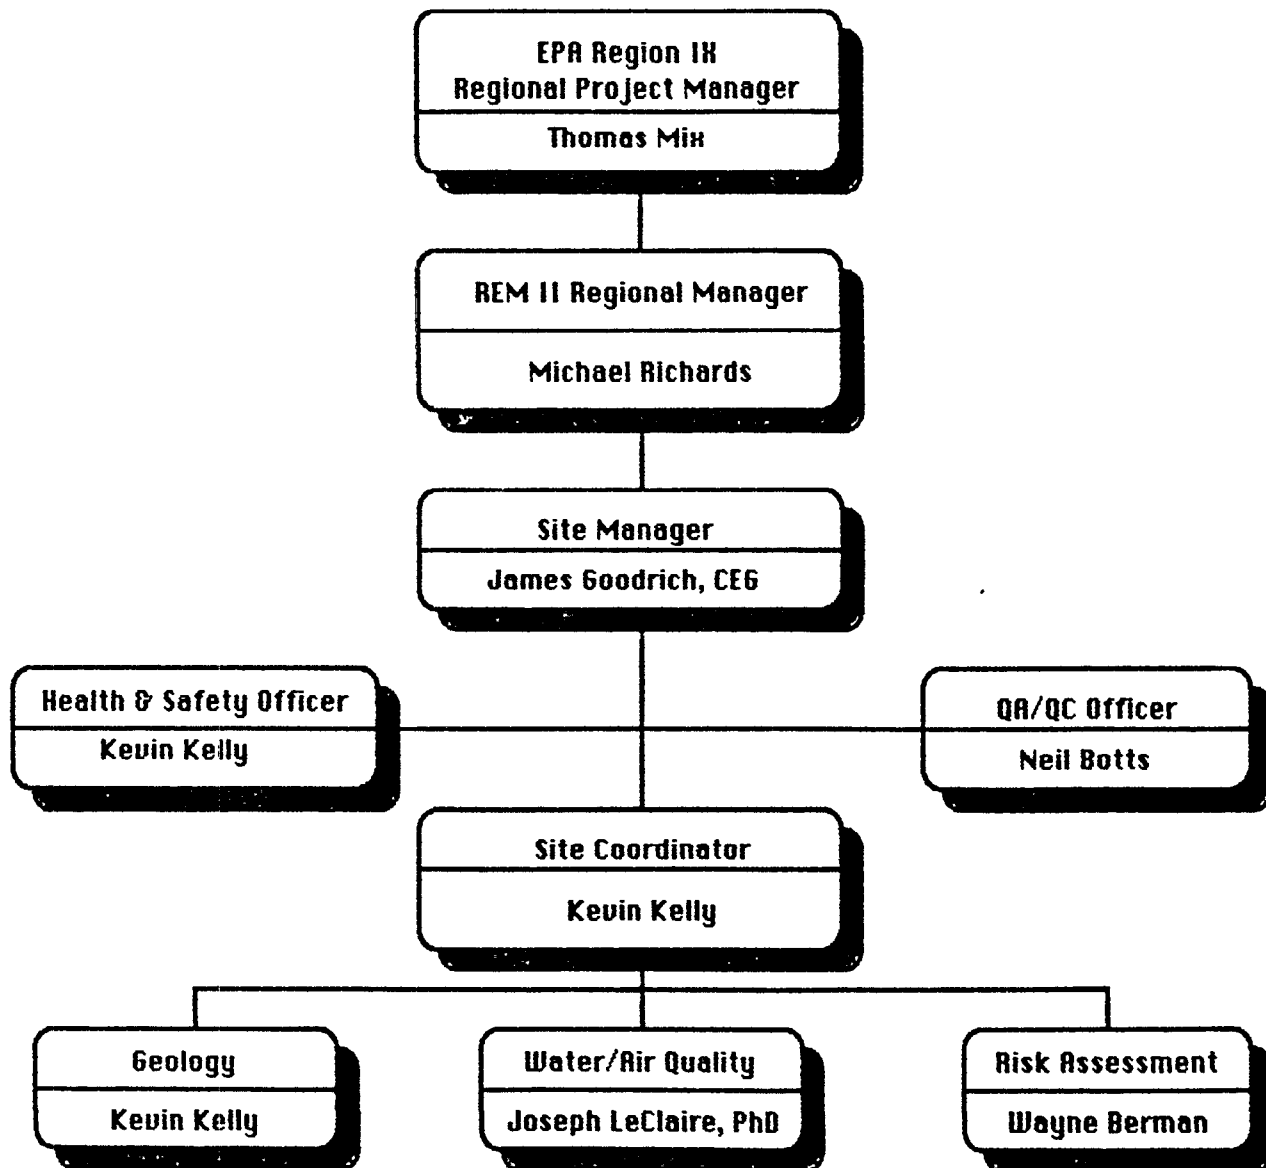 EPA Region IX
Regional Project Manager
Thomas Mix
REM II Regional Manager
Michael Richards
Site Manager
James Goodrich, CEG
Health & Safety Officer
Kevin Kelly
QA/QC Officer
Neil Botts
Site Coordinator
Kevin Kelly
Geology
Kevin Kelly
Water/Air Quality
Joseph LeClaire, PhD
Risk Assessment
Wayne Berman